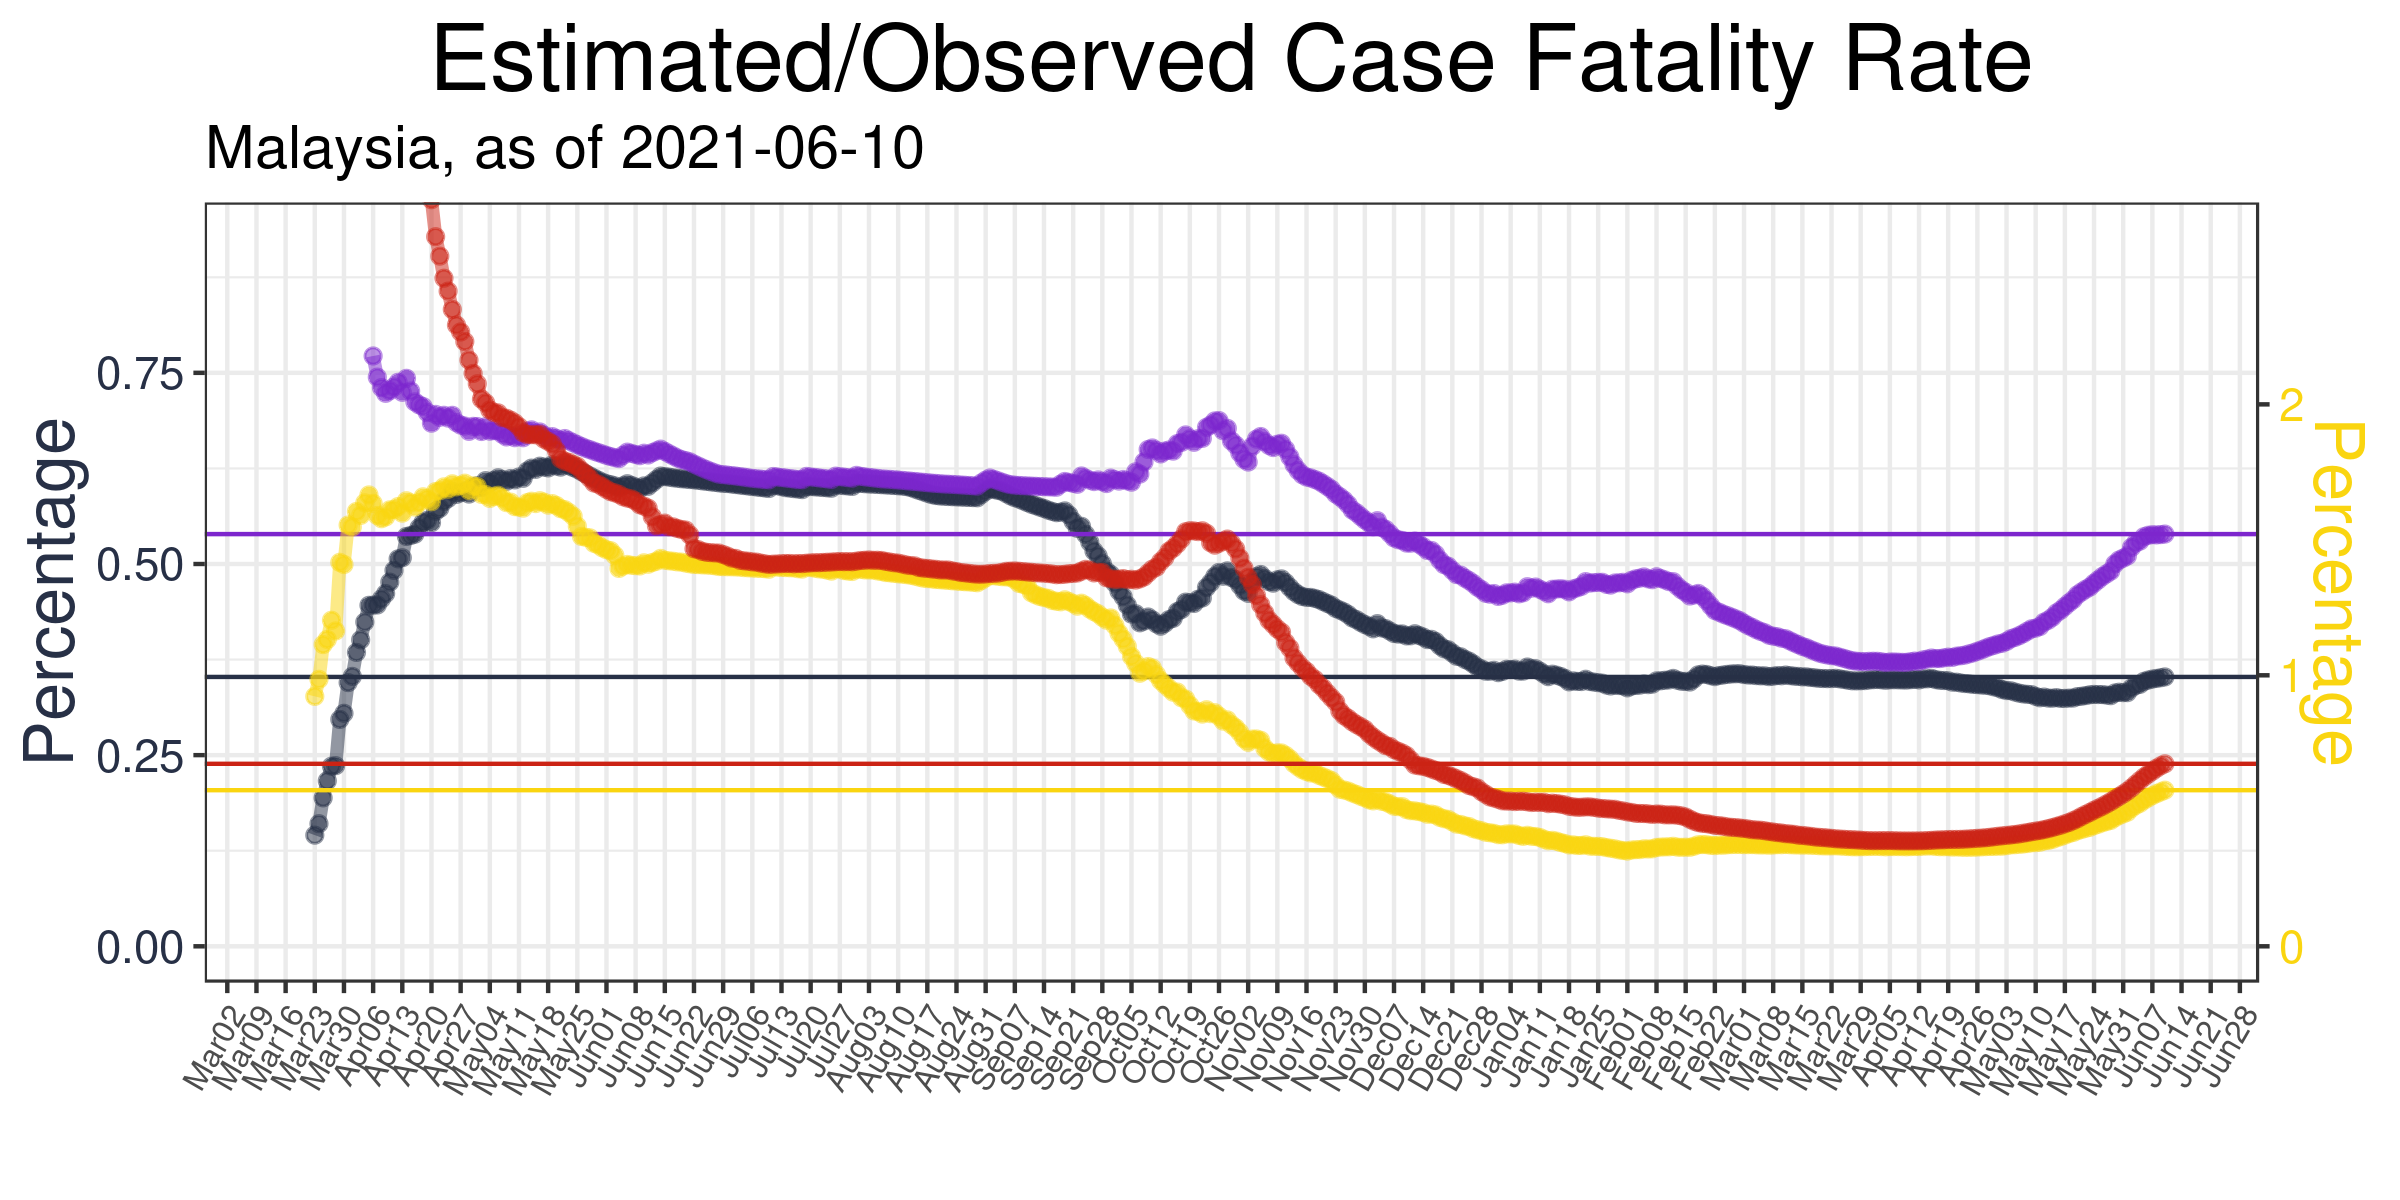 Estimated/Observed Case Fatality Rate
Malaysia, as of 2021-06-10
Percentage
0.75
0.50
0.25
0.00
2
1
0
Percentage
Mar02
Mar09
Mar16
Mar23
Mar30
Apr06
Apr13
Apr20
Apr27
May04
May11
May18
May25
Jun01
Jun08
Jun15
Jun22
Jun29
Jul06
Jul13
Jul20
Jul27
Aug03
Aug10
Aug17
Aug24
Aug31
Sep07
Sep14
Sep21
Sep28
Oct05
Oct12
Oct19
Oct26
Nov02
Nov09
Nov16
Nov23
Nov30
Dec07
Dec14
Dec21
Dec28
Jan04
Jan11
Jan18
Jan25
Feb01
Feb08
Feb15
Feb22
Mar01
Mar08
Mar15
Mar22
Mar29
Apr05
Apr12
Apr19
Apr26
May03
May10
May17
May24
May31
Jun07
Jun14
Jun21
Jun28